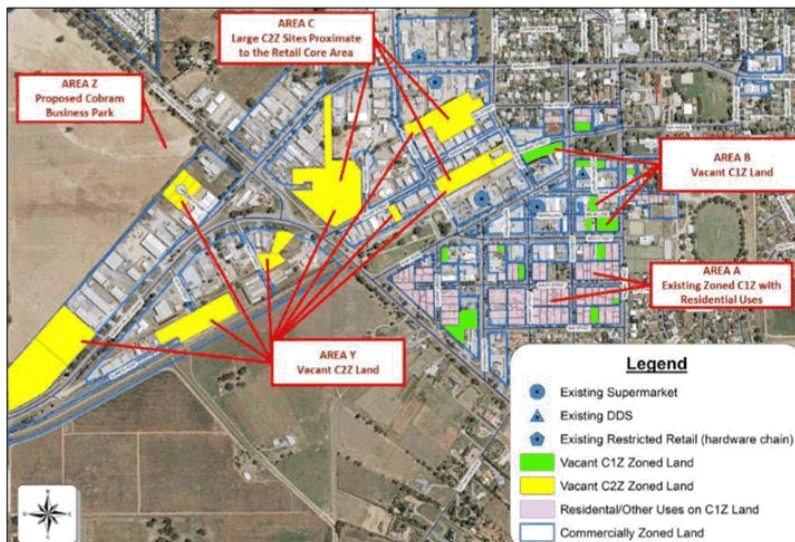 AREA C
Large C2Z Sites Proximate
to the Retail Core Area
AREA Z
Proposed Cobram
Business Park
AREA B
Vacant C1Z Land
AREA A
Existing Zoned C1Z with
Residential Uses
AREA Y
Vacant C2Z Land
Legend
Existing Supermarket
Existing DDS
Existing Restricted Retail (hardware chain)
Vacant C1Z Zoned Land
Vacant C2Z Zoned Land
Residental/Other Uses on C1Z Land
Commercially Zoned Land
N